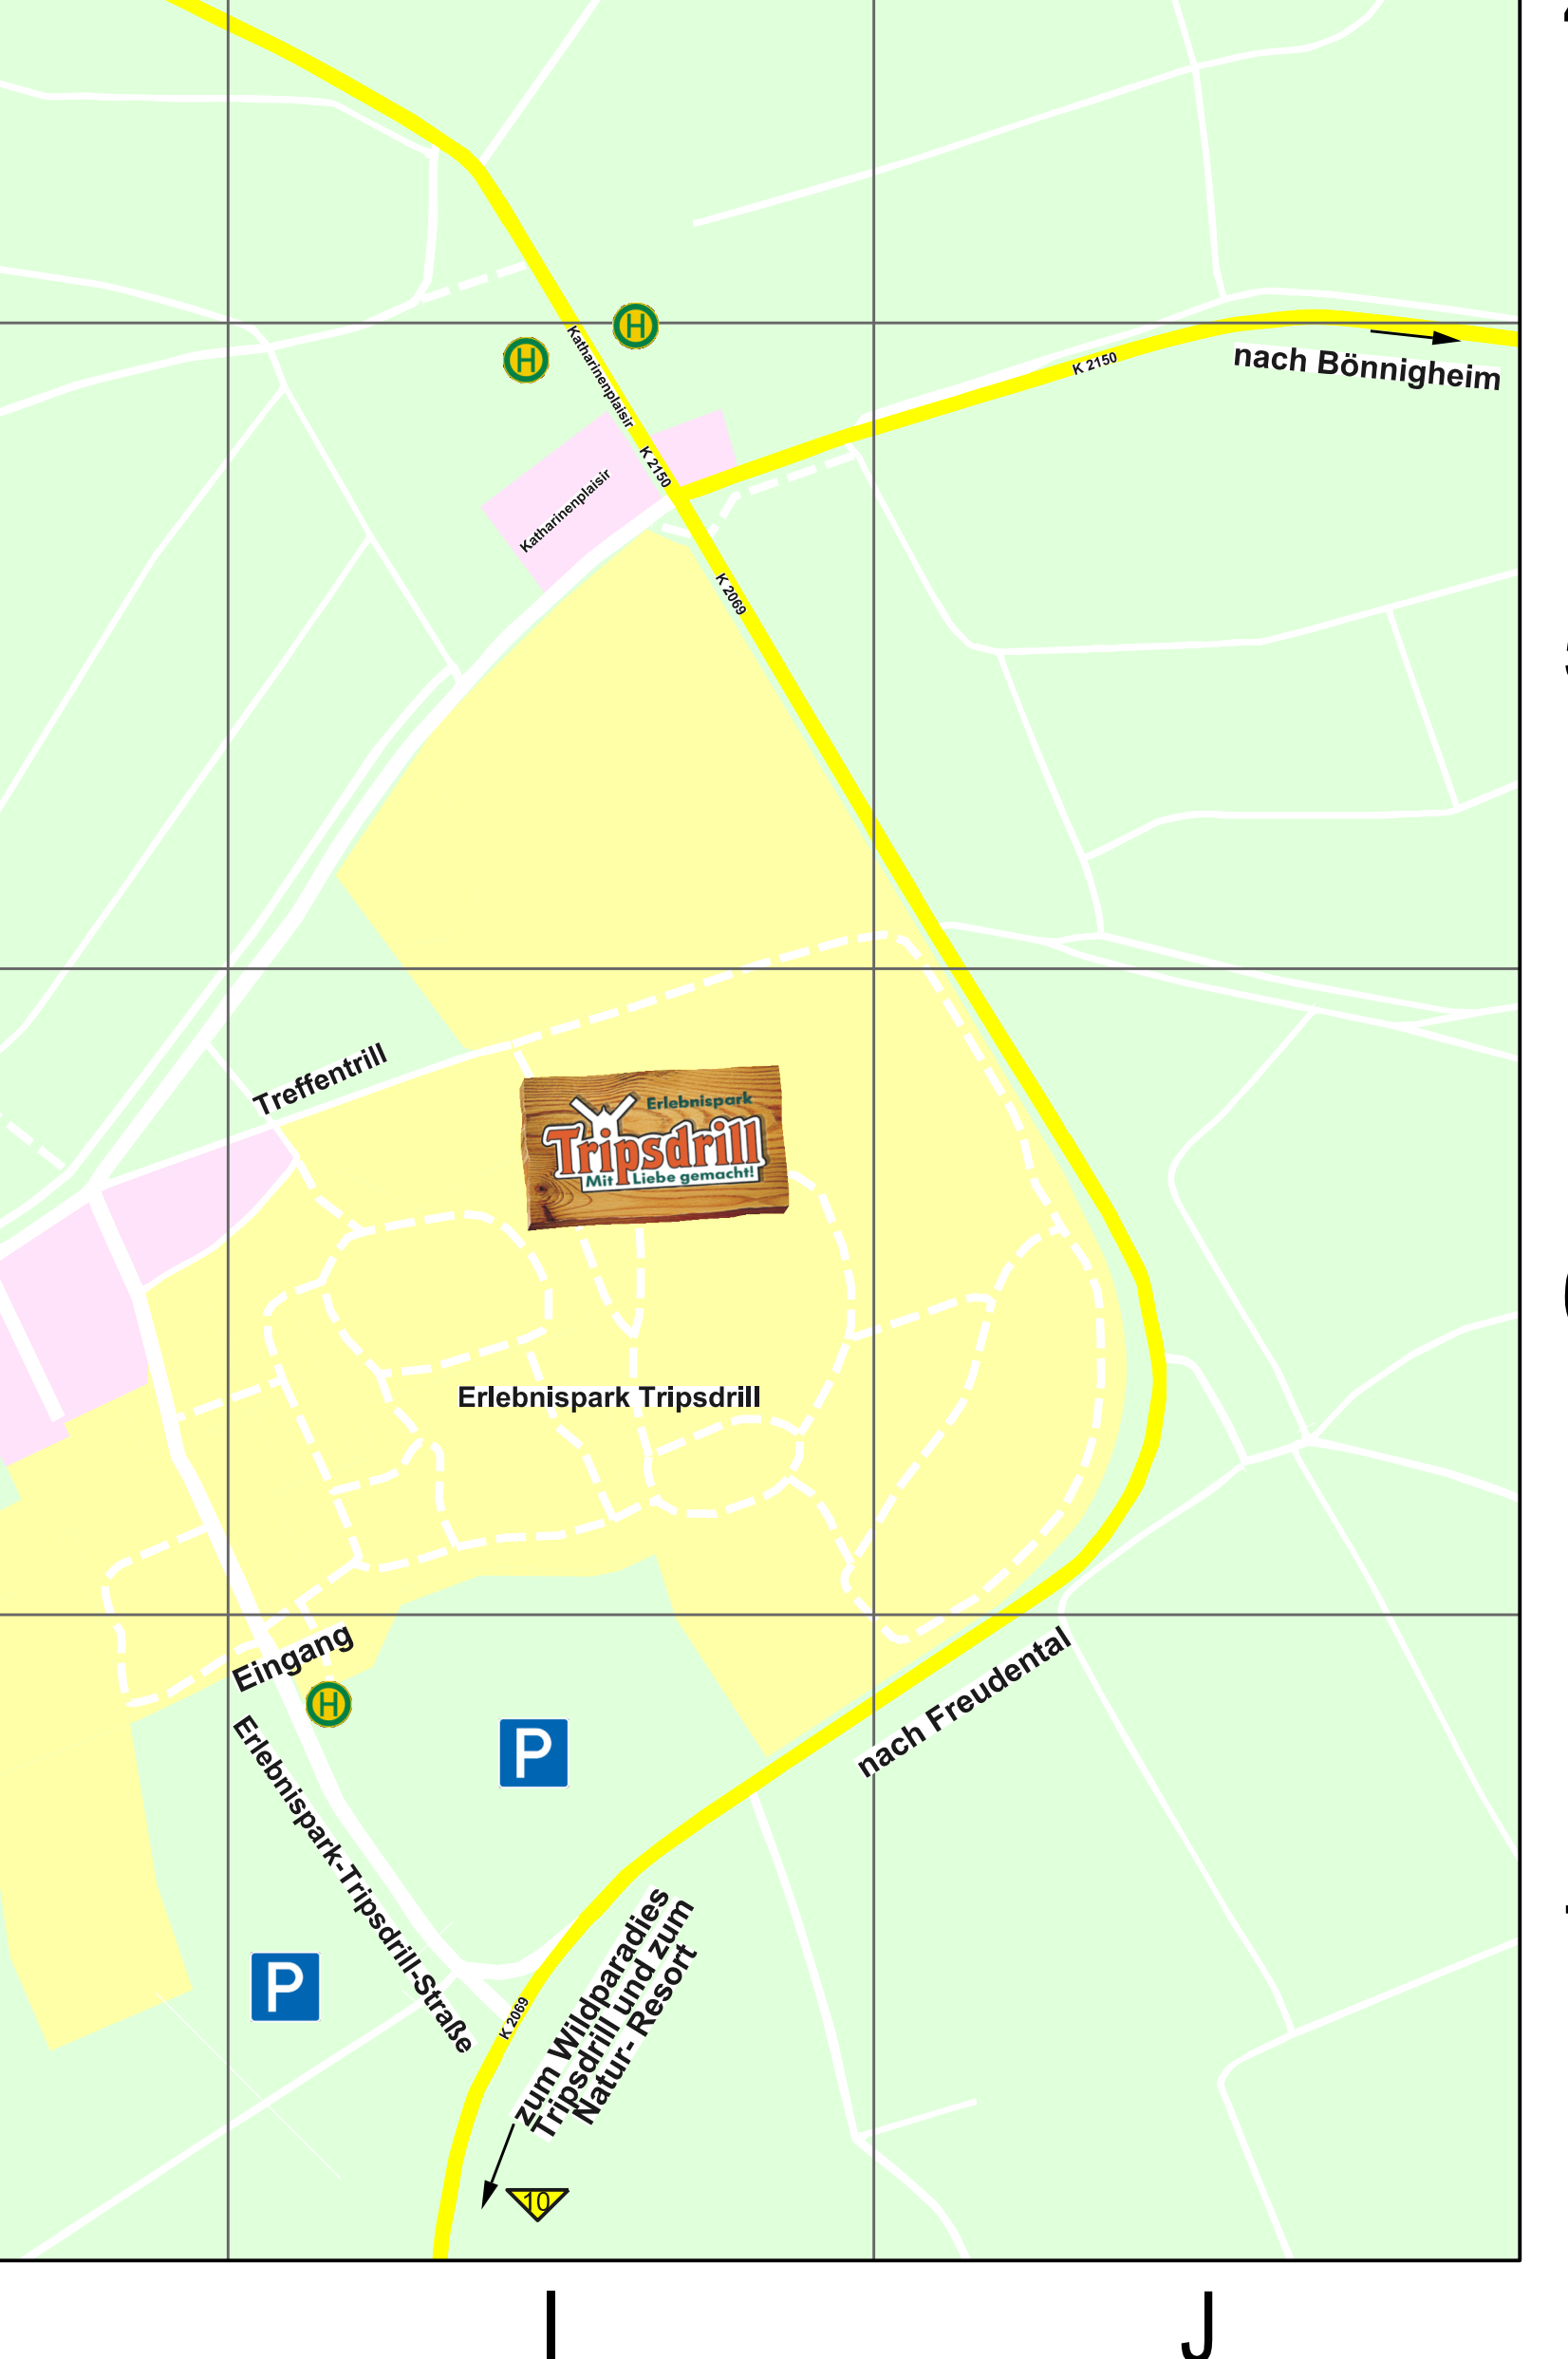 H
H
Katharinenplaisir
K 2150
nach Bönnigheim
K 2150
Katharinenplaisir
K 2069
Treffentrill
Erlebnispark
Tripsdrill
Mit Liebe gemacht!
Erlebnispark Tripsdrill
Eingang
nach Freudental
H
P
Erlebnispark-Tripsdrill-Straße
P
K 2069
zum Wildparadies
Tripsdrill und zum
Natur- Resort
10
I
J